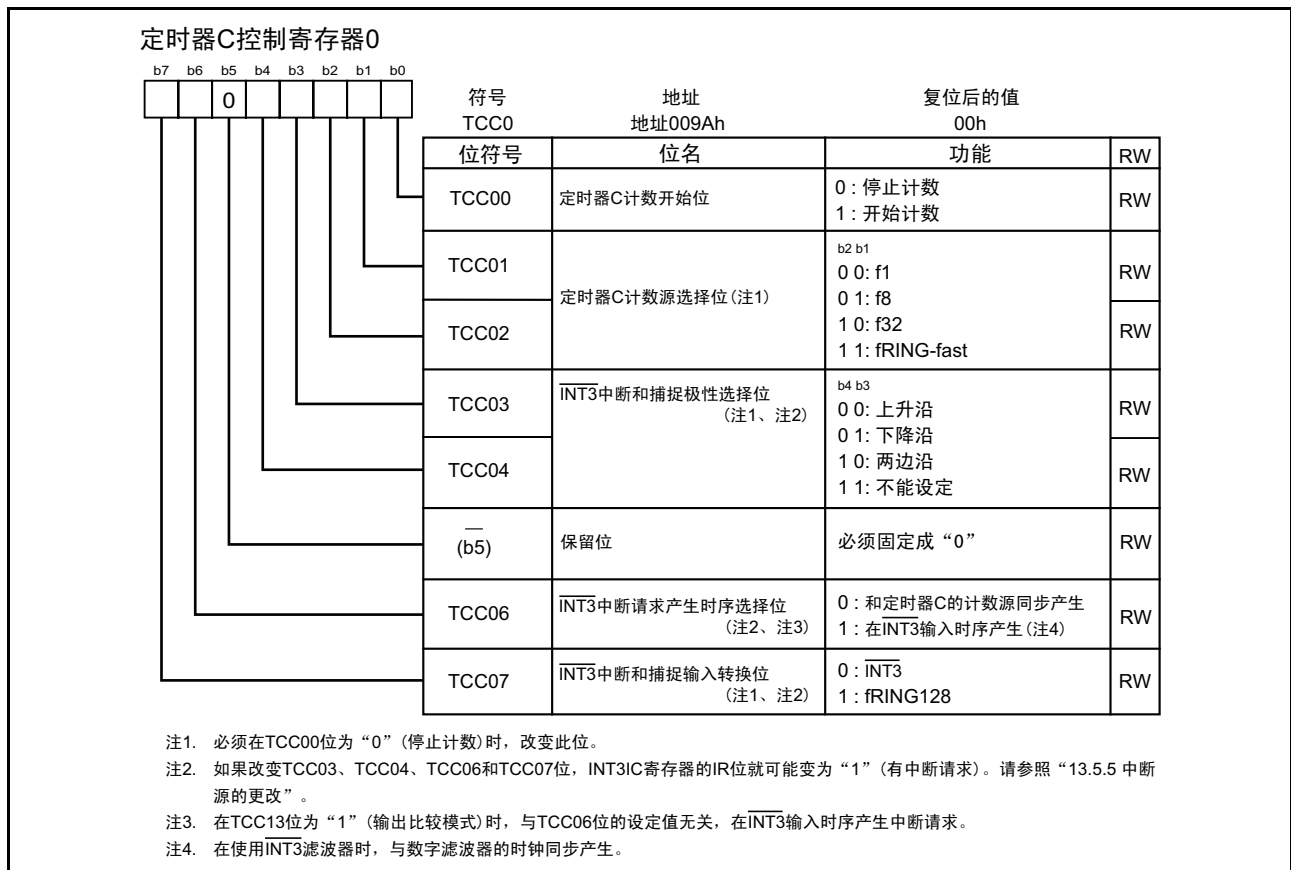 定时器C控制寄存器0
b7 b6 b5 b4 b3 b2 b1 b0
0
符号 地址 复位后的值
TCC0 地址009Ah 00h
位符号 位名 功能 RW
TCC00 定时器C计数开始位 0 : 停止计数
1 : 开始计数 RW
TCC01 定时器C计数源选择位(注1) b2 b1
0 0: f1 RW
0 1: f8
TCC02 1 0: f32 RW
1 1: fRING-fast
TCC03 INT3中断和捕捉极性选择位
(注1、注2) b4 b3
0 0: 上升沿 RW
0 1: 下降沿
TCC04 1 0: 两边沿 RW
1 1: 不能设定
—
(b5) 保留位 必须固定成“0” RW
TCC06 INT3中断请求产生时序选择位
(注2、注3) 0 : 和定时器C的计数源同步产生
1 : 在INT3输入时序产生(注4) RW
TCC07 INT3中断和捕捉输入转换位
(注1、注2) 0 : INT3
1 : fRING128 RW
注1. 必须在TCC00位为“0”(停止计数)时，改变此位。
注2. 如果改变TCC03、TCC04、TCC06和TCC07位，INT3IC寄存器的IR位就可能变为“1”(有中断请求)。请参照“13.5.5 中断
源的更改”。
注3. 在TCC13位为“1”(输出比较模式)时，与TCC06位的设定值无关，在INT3输入时序产生中断请求。
注4. 在使用INT3滤波器时，与数字滤波器的时钟同步产生。